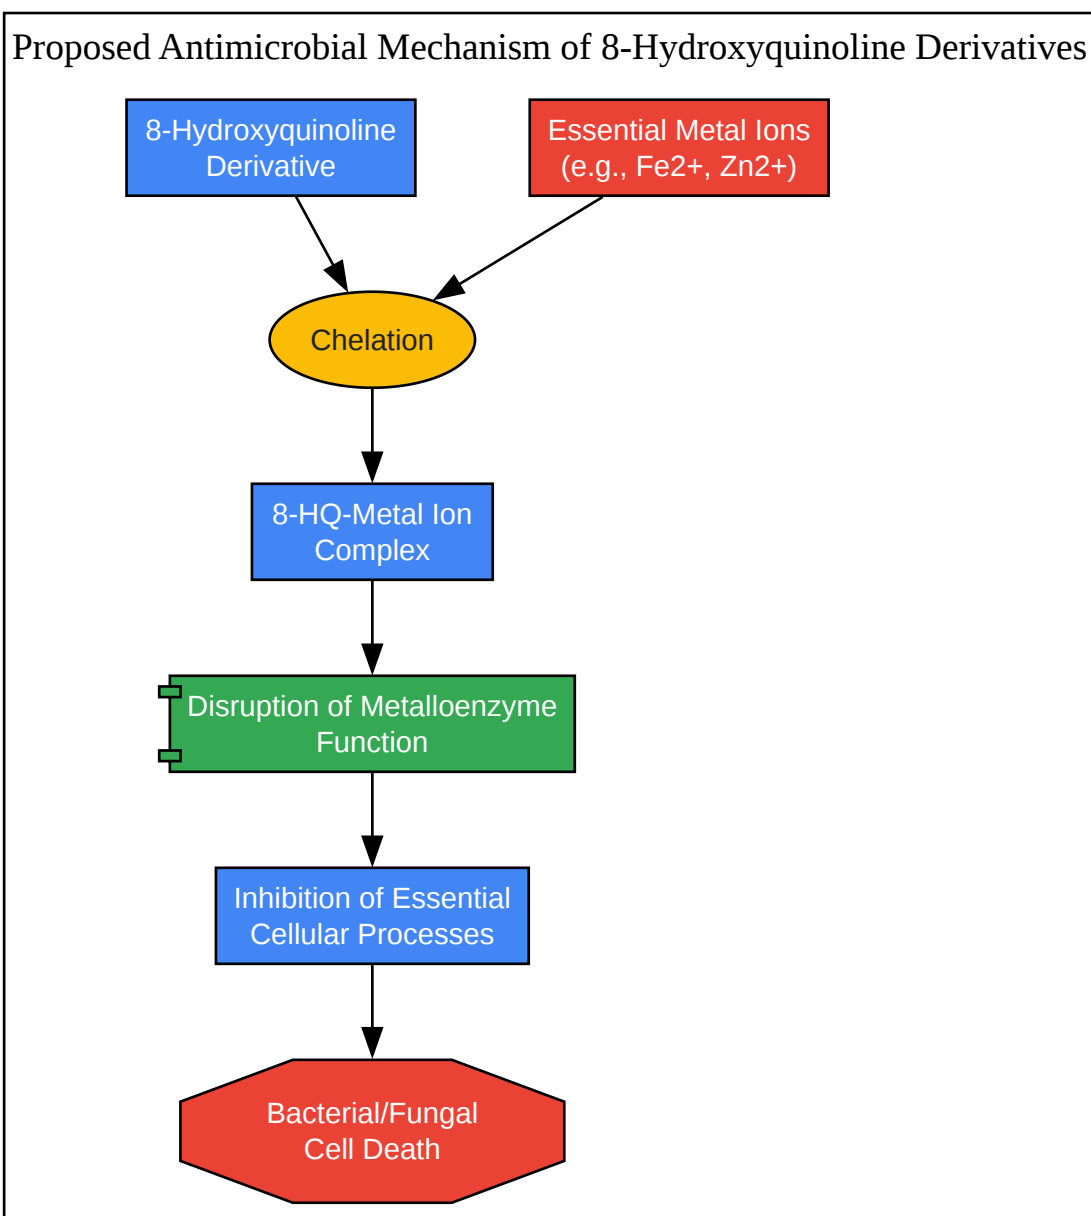 Proposed Antimicrobial Mechanism of 8-Hydroxyquinoline Derivatives
8-Hydroxyquinoline
Derivative
Essential Metal Ions
(e.g., Fe2+, Zn2+)
Chelation
8-HQ-Metal Ion
Complex
Disruption of Metalloenzyme
Function
Inhibition of Essential
Cellular Processes
Bacterial/Fungal
Cell Death